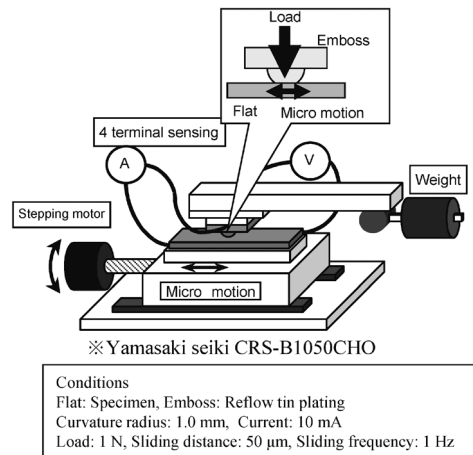 Load
Emboss
Flat
Micro motion
4 terminal sensing
A
V
Weight
Stepping motor
Micro motion
※Yamasaki seiki CRS-B1050CHO
Conditions
Flat: Specimen, Emboss: Reflow tin plating
Curvature radius: 1.0 mm, Current: 10 mA
Load: 1 N, Sliding distance: 50 μm, Sliding frequency: 1 Hz